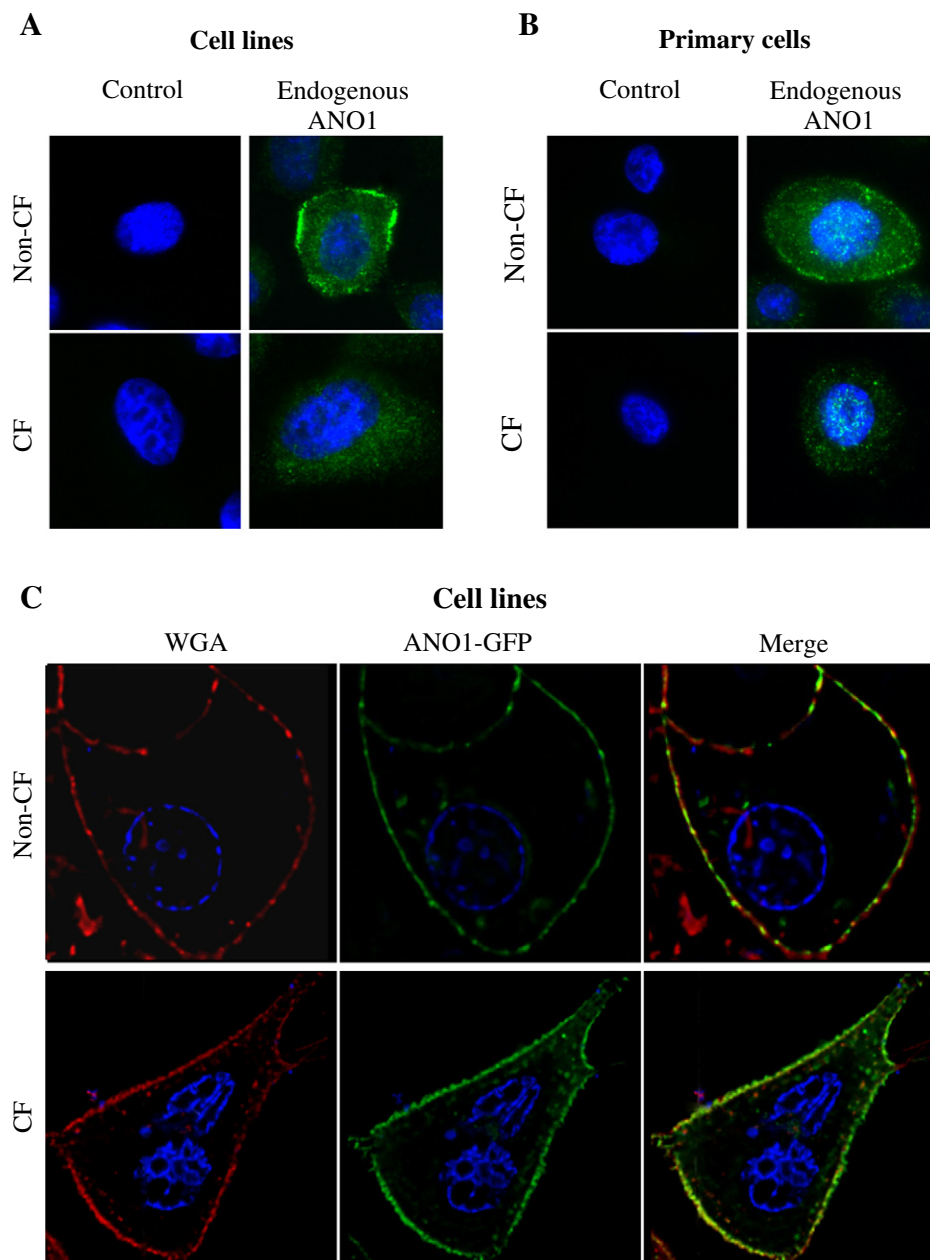 A
Cell lines
Control
Endogenous
ANO1
Non-CF
CF
B
Primary cells
Control
Endogenous
ANO1
Non-CF
CF
C
Cell lines
WGA
ANO1-GFP
Merge
Non-CF
CF